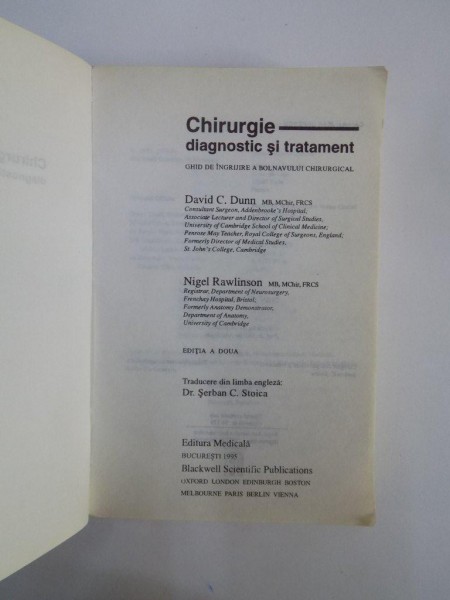 Chirurgie
diagnostic și tratament
GHID DE ÎNGRIJIRE A BOLNAVULUI CHIRURGICAL
David C. Dunn MB, MChir, FRCS
Consultant Surgeon, Addenbrooke's Hospital,
Associate Lecturer and Director of Surgical Studies,
University of Cambridge School of Clinical Medicine;
Penrose May Teacher, Royal College of Surgeons, England;
Formerly Director of Medical Studies,
St. John's College, Cambridge
Nigel Rawlinson MB, MChir, FRCS
Registrar, Department of Neurosurgery,
Frenchay Hospital, Bristol,
Formerly Anatomy Demonstrator,
Department of Anatomy,
University of Cambridge
EDIȚIA A DOUA
Traducere din limba engleză:
Dr. Șerban C. Stoica
Editura Medicală
BUCUREȘTI 1995
Blackwell Scientific Publications
OXFORD LONDON EDINBURGH BOSTON
MELBOURNE PARIS BERLIN VIENNA